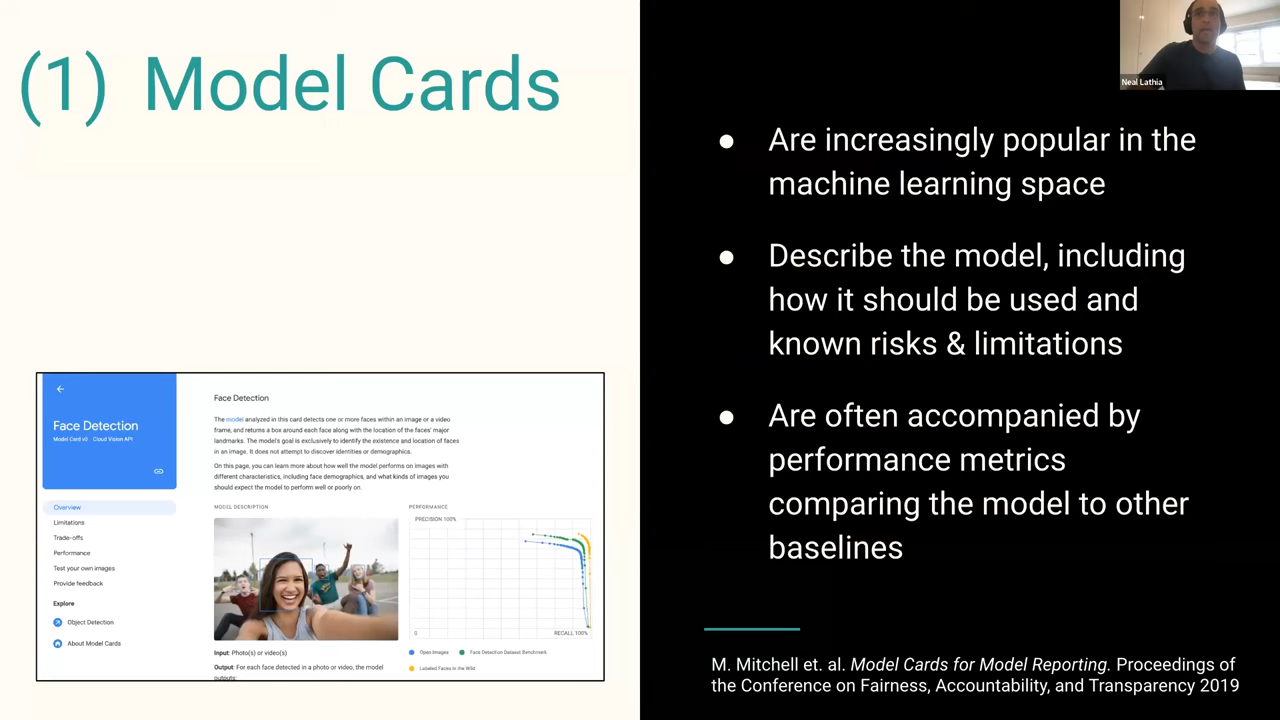 (1) Model Cards
Neal Lathia
● Are increasingly popular in the
machine learning space
● Describe the model, including
how it should be used and
known risks & limitations
● Are often accompanied by
performance metrics
comparing the model to other
baselines
M. Mitchell et. al. Model Cards for Model Reporting. Proceedings of
the Conference on Fairness, Accountability, and Transparency 2019
Face Detection
Model Card v0 Cloud Vision API
Overview
Limitations
Trade-offs
Performance
Test your own images
Provide feedback
Explore
Object Detection
About Model Cards
Face Detection
The model analyzed in this card detects one or more faces within an image or a video
frame, and returns a box around each face along with the location of the faces' major
landmarks. The model's goal is exclusively to identify the existence and location of faces
in an image. It does not attempt to discover identities or demographics.
On this page, you can learn more about how well the model performs on images with
different characteristics, including face demographics, and what kinds of images you
should expect the model to perform well or poorly on.
MODEL DESCRIPTION
Input: Photo(s) or video(s)
Output: For each face detected in a photo or video, the model
outputs:
PERFORMANCE
PRECISION 100%
0
RECALL 100%
Open Images
Face Detection Dataset Benchmark
Labeled Faces in the Wild